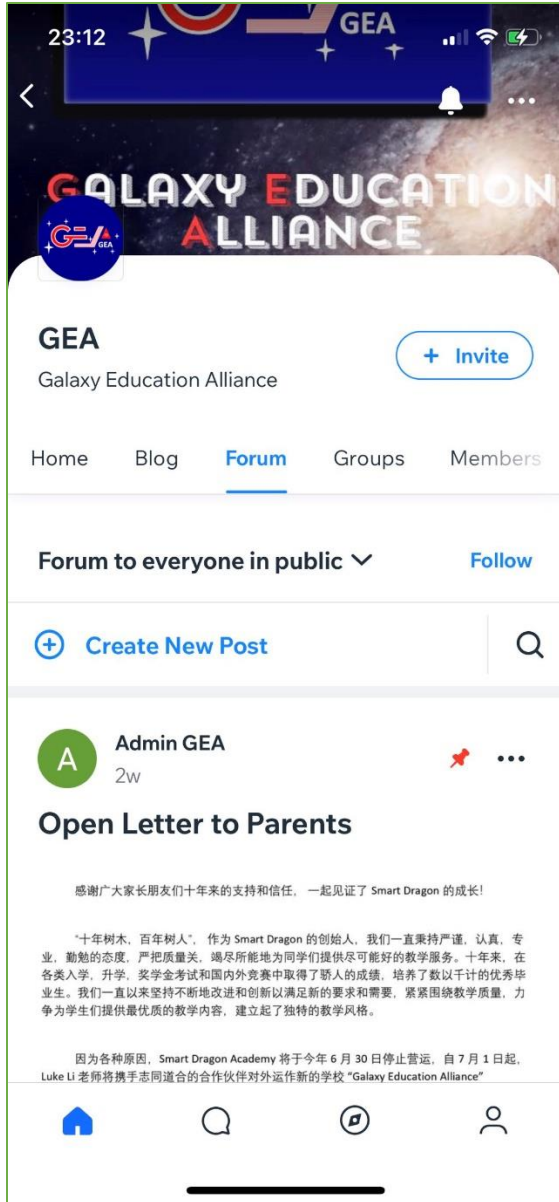 23:12
GEA
GALAXY EDUCATION
ALLIANCE
GEA
GEA
GEA
Galaxy Education Alliance
+ Invite
Home Blog Forum Groups Members
Forum to everyone in public
Follow
Create New Post
A
Admin GEA
2w
Open Letter to Parents
感谢广大家长朋友们十年来的支持和信任， 一起见证了 Smart Dragon 的成长！
“十年树木，百年树人”， 作为 Smart Dragon 的创始人，我们一直秉持严谨，认真，专
业，勤勉的态度，严把质量关，竭尽所能地为同学们提供尽可能好的教学服务。十年来，在
各类入学，升学，奖学金考试和国内外竞赛中取得了骄人的成绩，培养了数以千计的优秀毕
业生。我们一直以来坚持不断地改进和创新以满足新的要求和需要，紧紧围绕教学质量，力
争为学生们提供最优质的教学内容，建立起了独特的教学风格。
因为各种原因，Smart Dragon Academy 将于今年 6 月 30 日停止营运，自 7 月 1 日起，
Luke Li 老师将携手志同道合的合作伙伴对外运作新的学校 “Galaxy Education Alliance”